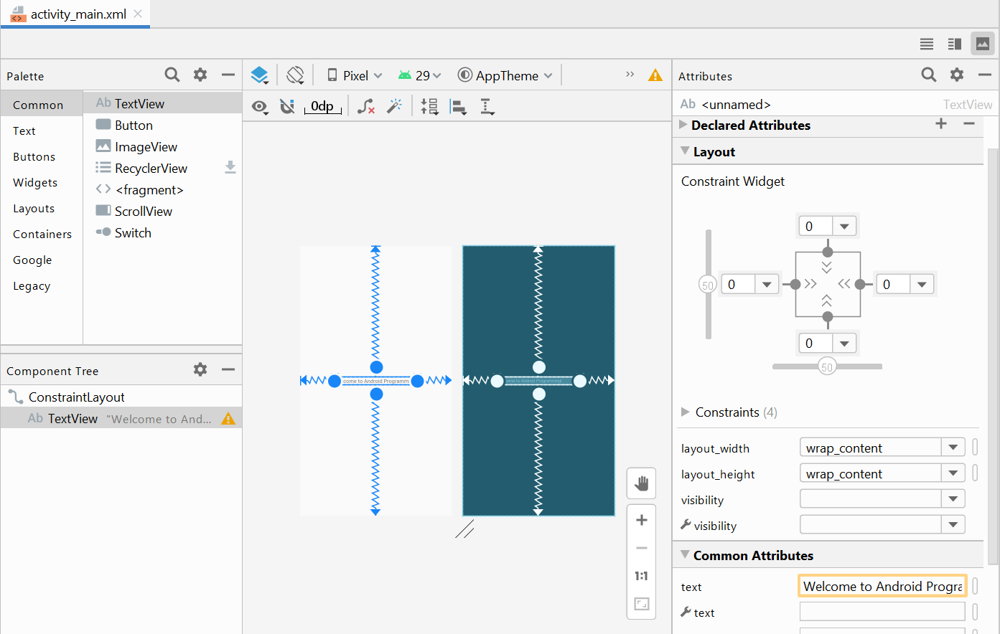 activity_main.xml
Palette
Common
Text
Buttons
Widgets
Layouts
Containers
Google
Legacy
Ab TextView
Button
ImageView
RecyclerView
<fragment>
ScrollView
Switch
Component Tree
ConstraintLayout
Ab TextView "Welcome to And...
Pixel 29 AppTheme
0dp
come to Android Programm
ome to Android Programming!
1:1
Attributes
Ab <unnamed> TextView
Declared Attributes
Layout
Constraint Widget
0
50 0 0
0
50
Constraints (4)
layout_width wrap_content
layout_height wrap_content
visibility
visibility
Common Attributes
text Welcome to Android Progra
text